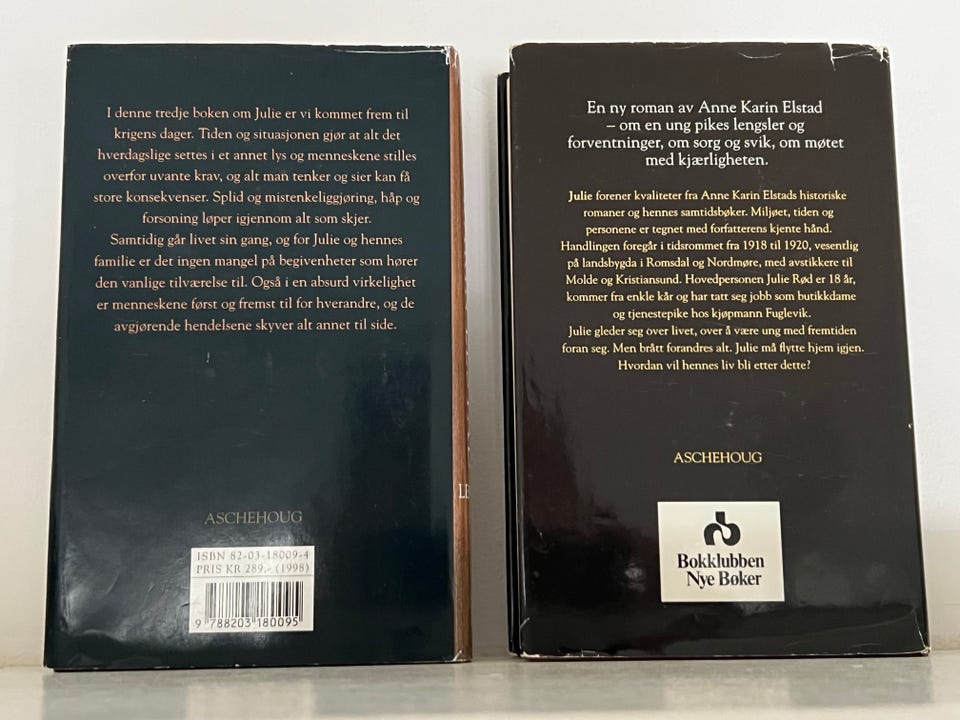 I denne tredje boken om Julie er vi kommet frem til
krigens dager. Tiden og situasjonen gjør at alt det
hverdagslige settes i et annet lys og menneskene stilles
overfor uvante krav, og alt man tenker og sier kan få
store konsekvenser. Splid og mistenkeliggjøring, håp og
forsoning løper igjennom alt som skjer.
Samtidig går livet sin gang, og for Julie og hennes
familie er det ingen mangel på begivenheter som hører
den vanlige tilværelse til. Også i en absurd virkelighet
er menneskene først og fremst til for hverandre, og de
avgjørende hendelsene skyver alt annet til side.
ASCHEHOUG
ISBN 82-03-18009-4
PRIS KR 289,- (1998)
9 788203 180095
En ny roman av Anne Karin Elstad
– om en ung pikes lengsler og
forventninger, om sorg og svik, om møtet
med kjærligheten.
Julie forener kvaliteter fra Anne Karin Elstads historiske
romaner og hennes samtidsbøker. Miljøet, tiden og
personene er tegnet med forfatterens kjente hånd.
Handlingen foregår i tidsrommet fra 1918 til 1920, vesentlig
på landsbygda i Romsdal og Nordmøre, med avstikkere til
Molde og Kristiansund. Hovedpersonen Julie Rød er 18 år,
kommer fra enkle kår og har tatt seg jobb som butikkdame
og tjenestepike hos kjøpmann Fuglevik.
Julie gleder seg over livet, over å være ung med fremtiden
foran seg. Men brått forandres alt. Julie må flytte hjem igjen.
Hvordan vil hennes liv bli etter dette?
ASCHEHOUG
Bokklubben
Nye Bøker